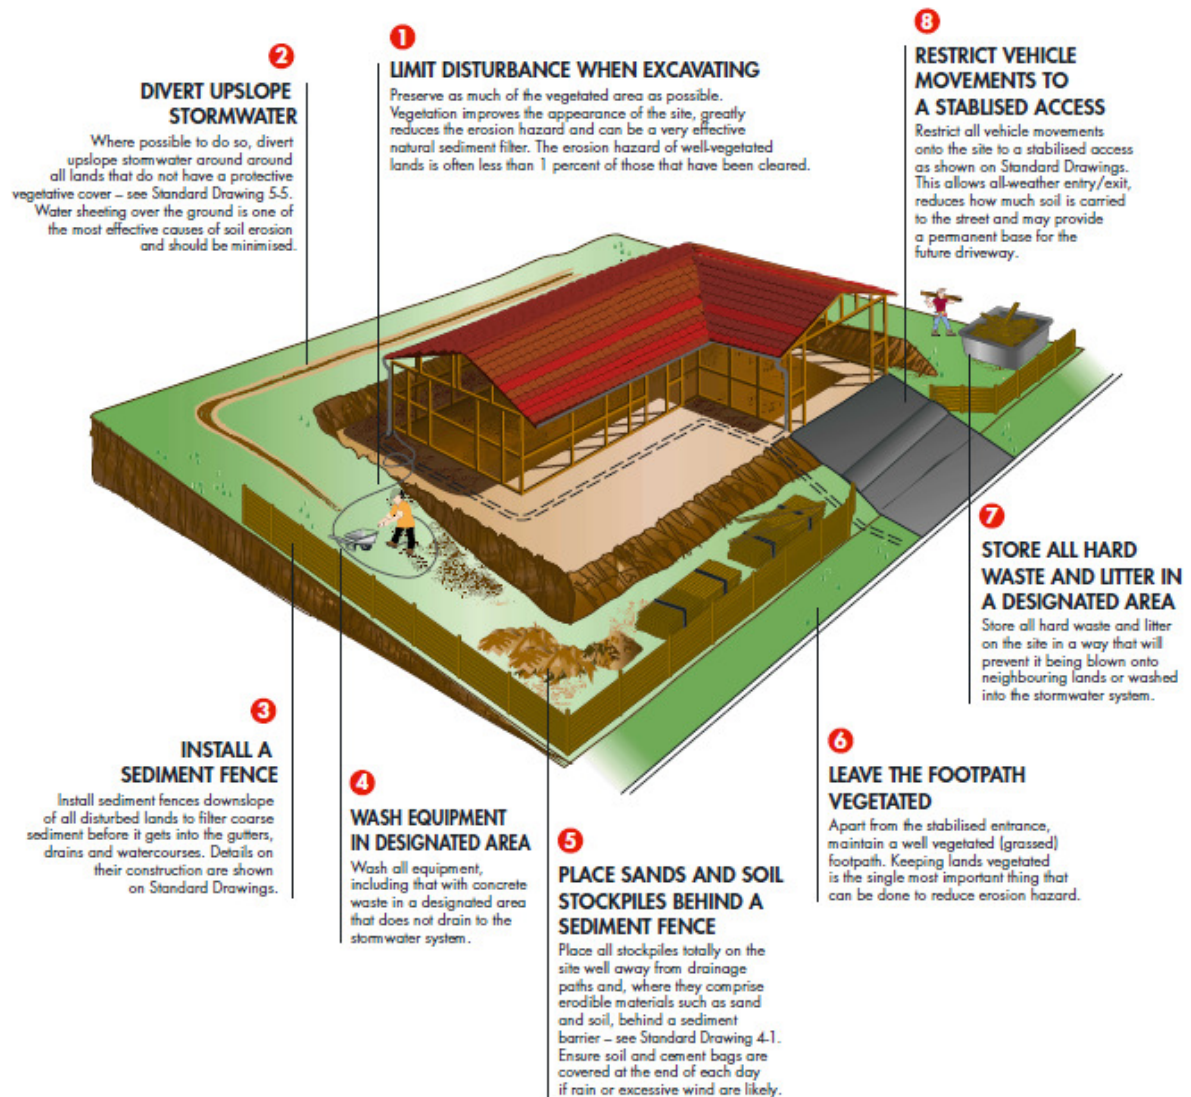 1
LIMIT DISTURBANCE WHEN EXCAVATING
Preserve as much of the vegetated area as possible.
Vegetation improves the appearance of the site, greatly
reduces the erosion hazard and can be a very effective
natural sediment filter. The erosion hazard of well-vegetated
lands is often less than 1 percent of those that have been cleared.
2
DIVERT UPSLOPE
STORMWATER
Where possible to do so, divert
upslope stormwater around around
all lands that do not have a protective
vegetative cover – see Standard Drawing 5-5.
Water sheeting over the ground is one of
the most effective causes of soil erosion
and should be minimised.
3
INSTALL A
SEDIMENT FENCE
Install sediment fences downslope
of all disturbed lands to filter coarse
sediment before it gets into the gutters,
drains and watercourses. Details on
their construction are shown
on Standard Drawings.
4
WASH EQUIPMENT
IN DESIGNATED AREA
Wash all equipment,
including that with concrete
waste in a designated area
that does not drain to the
stormwater system.
5
PLACE SANDS AND SOIL
STOCKPILES BEHIND A
SEDIMENT FENCE
Place all stockpiles totally on the
site well away from drainage
paths and, where they comprise
erodible materials such as sand
and soil, behind a sediment
barrier – see Standard Drawing 4-1.
Ensure soil and cement bags are
covered at the end of each day
if rain or excessive wind are likely.
6
LEAVE THE FOOTPATH
VEGETATED
Apart from the stabilised entrance,
maintain a well vegetated (grassed)
footpath. Keeping lands vegetated
is the single most important thing that
can be done to reduce erosion hazard.
7
STORE ALL HARD
WASTE AND LITTER IN
A DESIGNATED AREA
Store all hard waste and litter
on the site in a way that will
prevent it being blown onto
neighbouring lands or washed
into the stormwater system.
8
RESTRICT VEHICLE
MOVEMENTS TO
A STABLISED ACCESS
Restrict all vehicle movements
onto the site to a stabilised access
as shown on Standard Drawings.
This allows all-weather entry/exit,
reduces how much soil is carried
to the street and may provide
a permanent base for the
future driveway.